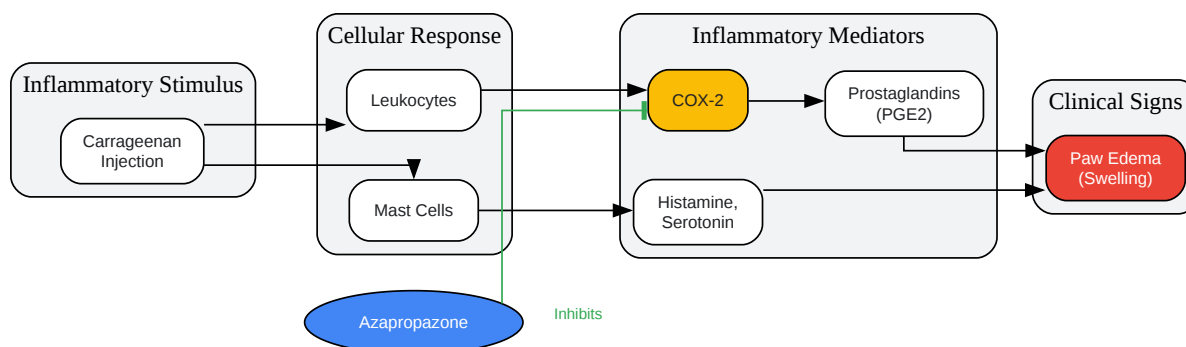 Inflammatory Stimulus
Carrageenan
Injection
Cellular Response
Leukocytes
Mast Cells
Inflammatory Mediators
COX-2
Prostaglandins
(PGE2)
Histamine,
Serotonin
Clinical Signs
Paw Edema
(Swelling)
Azapropazone
Inhibits